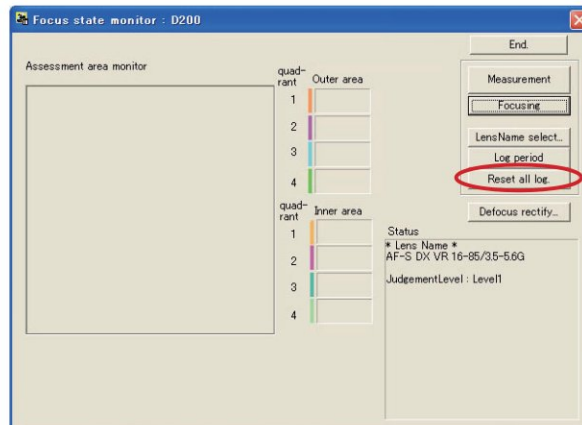 Focus state monitor : D200
End.
Assessment area monitor
quad-
rant
Outer area
1
2
3
4
quad-
rant
Inner area
1
2
3
4
Measurement
Focusing
LensName select...
Log period
Reset all log.
Defocus rectify...
Status
* Lens Name *
AF-S DX VR 16-85/3.5-5.6G
JudgementLevel : Level1